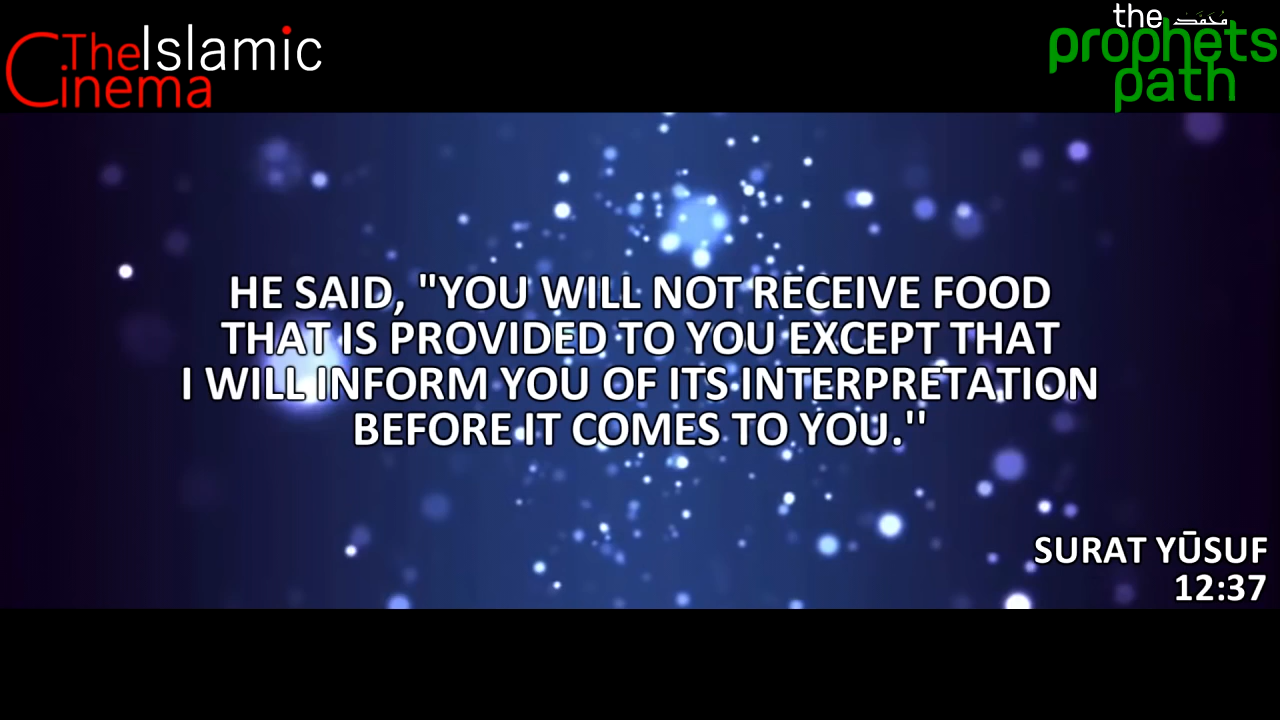 The Islamic
Cinema
the محمد
prophets
path
HE SAID, "YOU WILL NOT RECEIVE FOOD
THAT IS PROVIDED TO YOU EXCEPT THAT
I WILL INFORM YOU OF ITS INTERPRETATION
BEFORE IT COMES TO YOU.''
SURAT YŪSUF
12:37